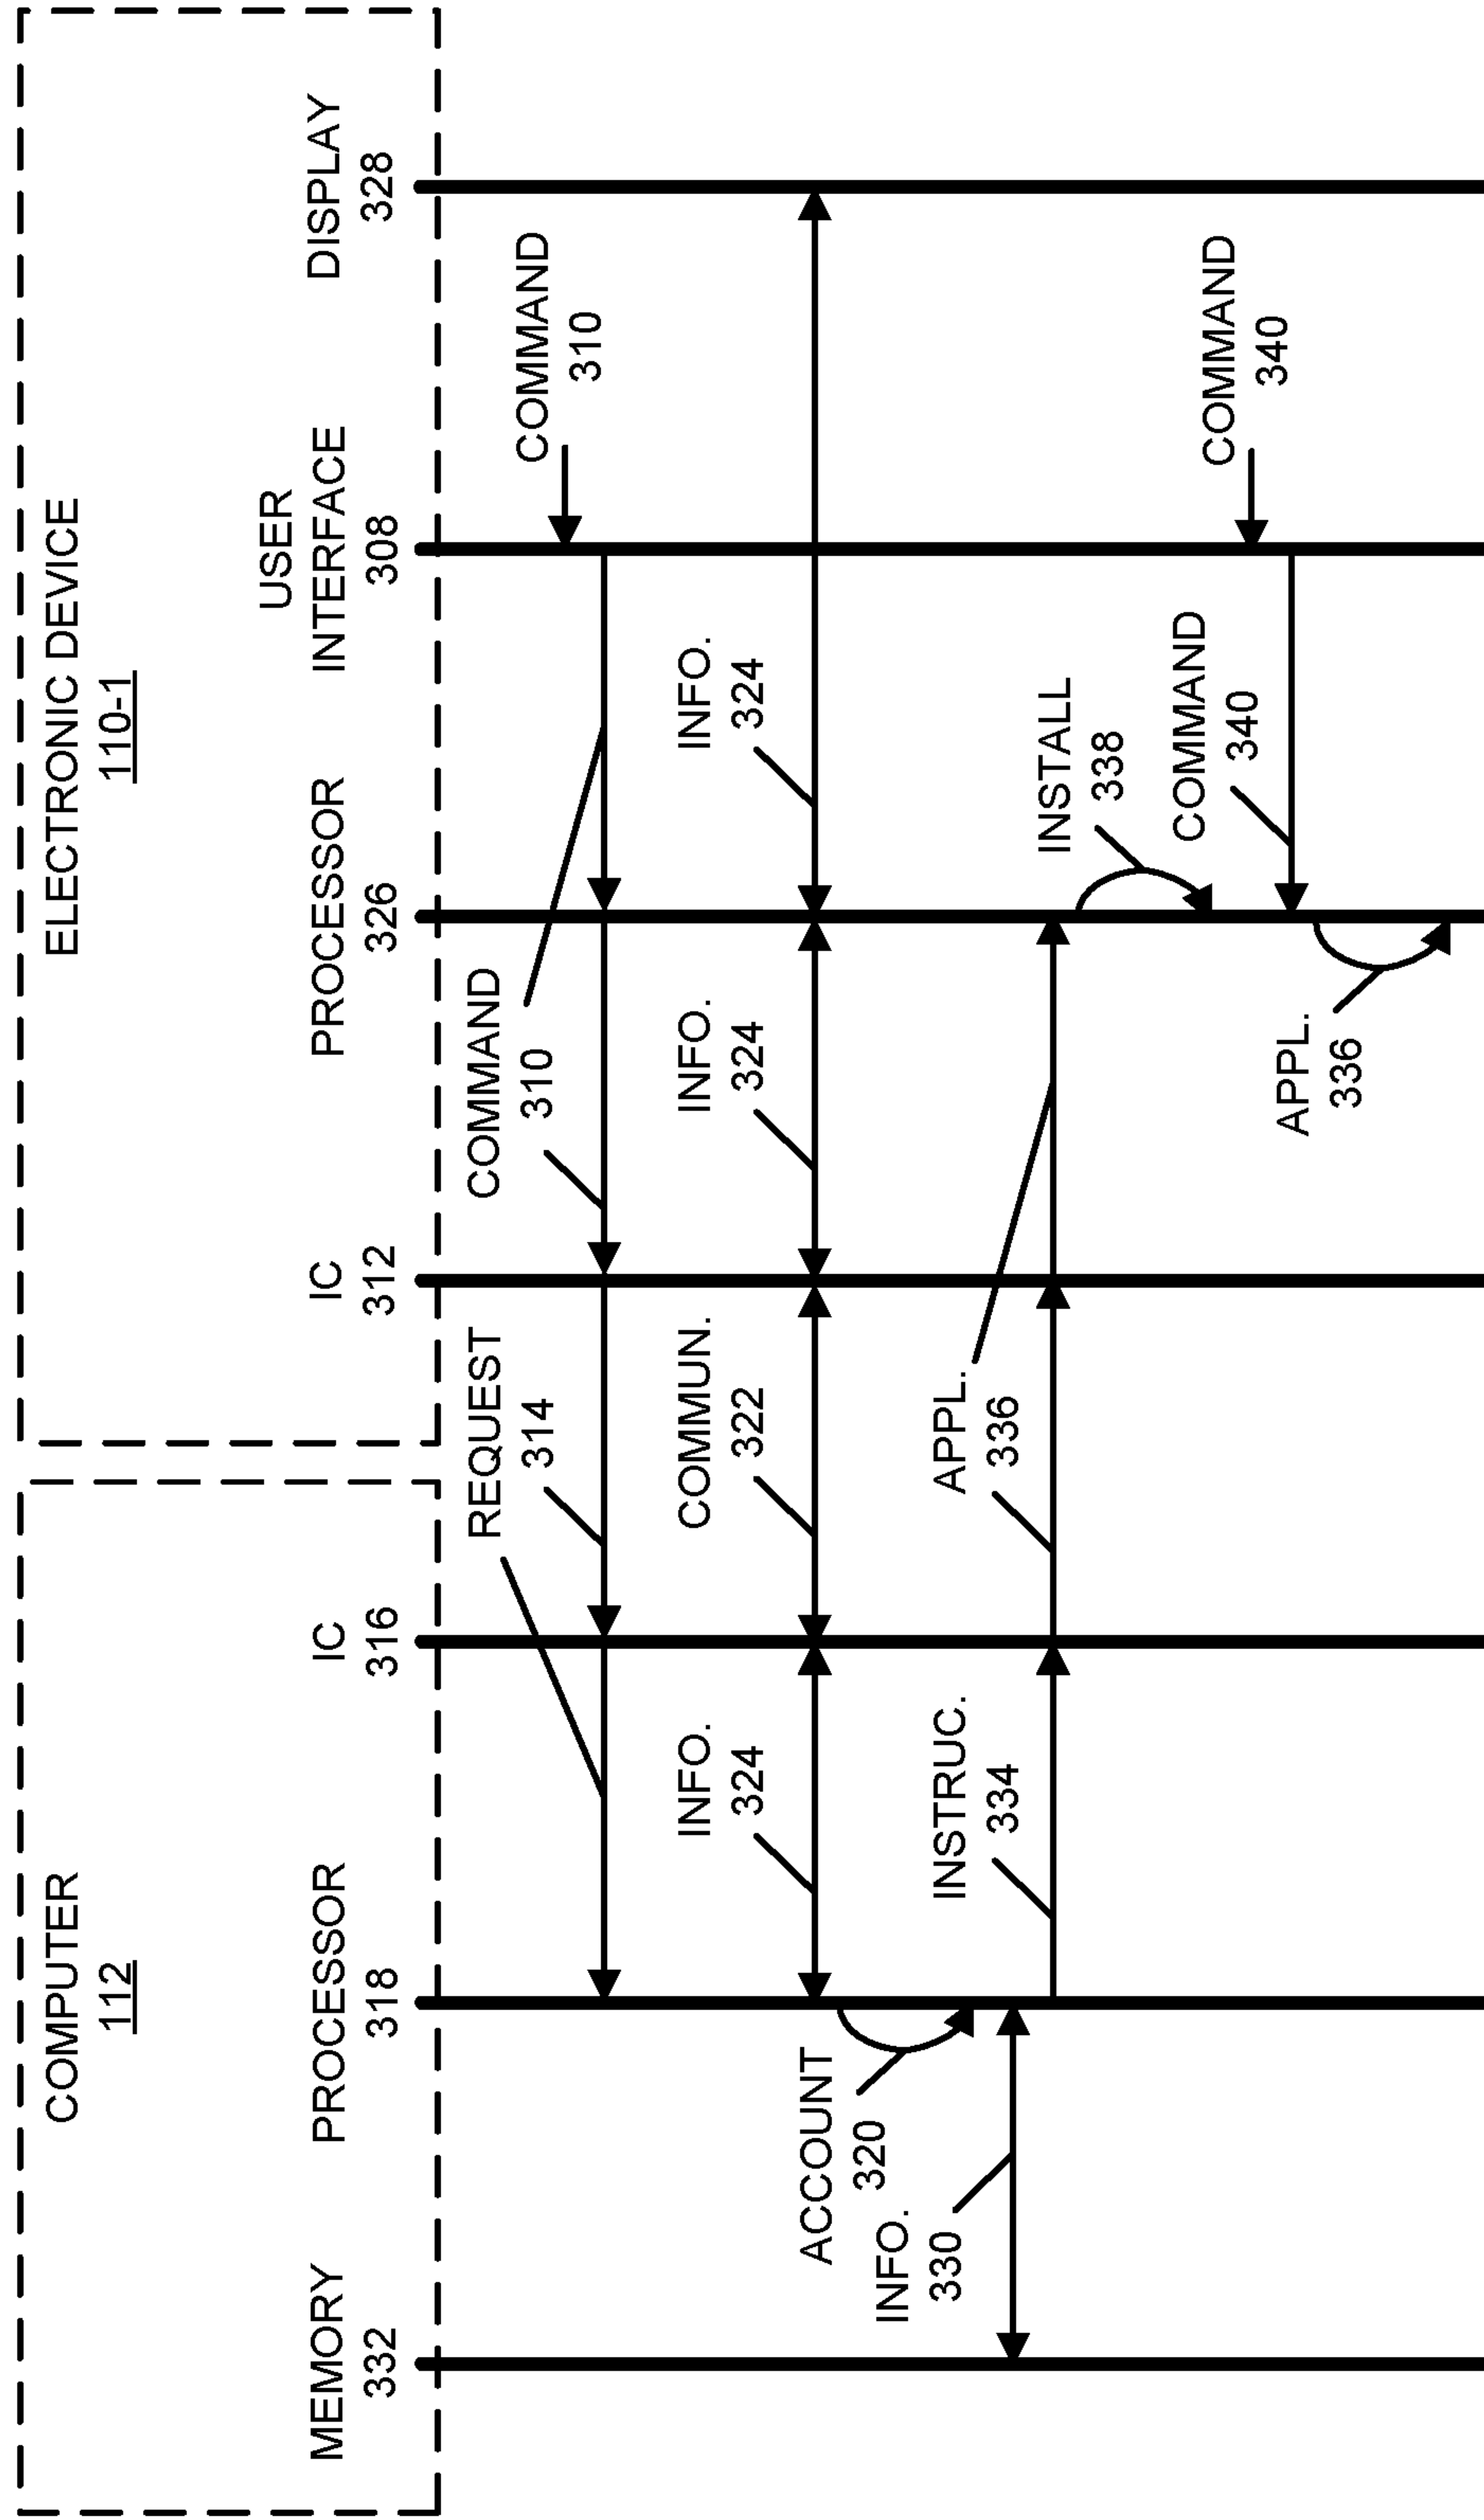 COMPUTER
112
ELECTRONIC DEVICE
110-1
MEMORY
332
PROCESSOR
318
IC
316
IC
312
PROCESSOR
326
USER
INTERFACE
308
DISPLAY
328
COMMAND
310
REQUEST
314
COMMAND
310
INFO.
324
COMMUN.
322
INFO.
324
INFO.
324
ACCOUNT
320
INFO.
330
INSTRUC.
334
APPL.
336
INSTALL
338
COMMAND
340
COMMAND
340
APPL.
336